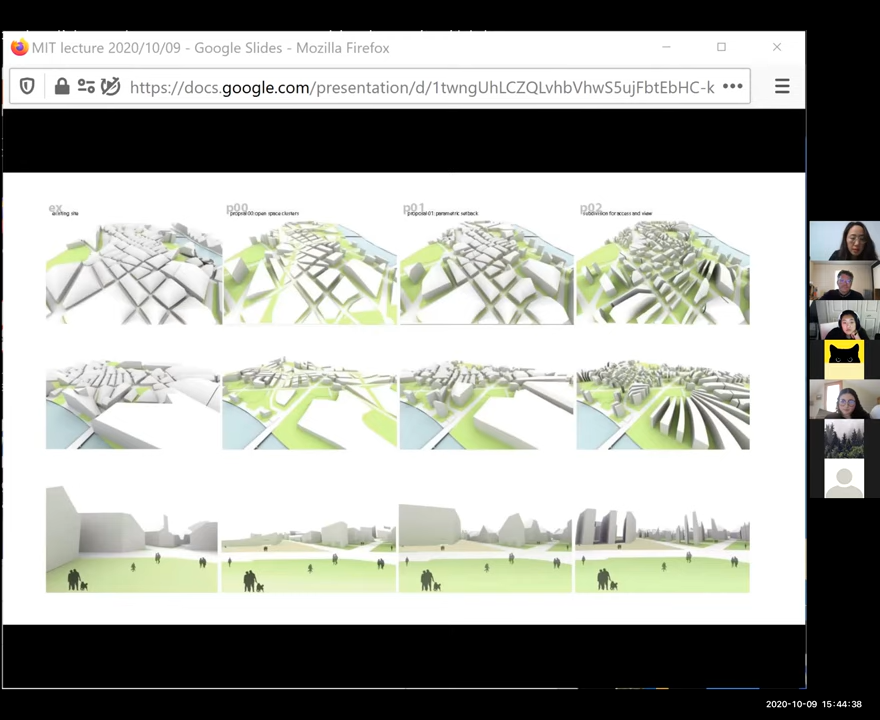 MIT lecture 2020/10/09 - Google Slides - Mozilla Firefox
https://docs.google.com/presentation/d/1twngUhLCZQLvhbVhwS5ujFbtEbHC-k
ex
existing site
p00
proposal 00: open space clusters
p01
proposal 01: parametric setback
p02
subdivision for access and view
2020-10-09 15:44:38